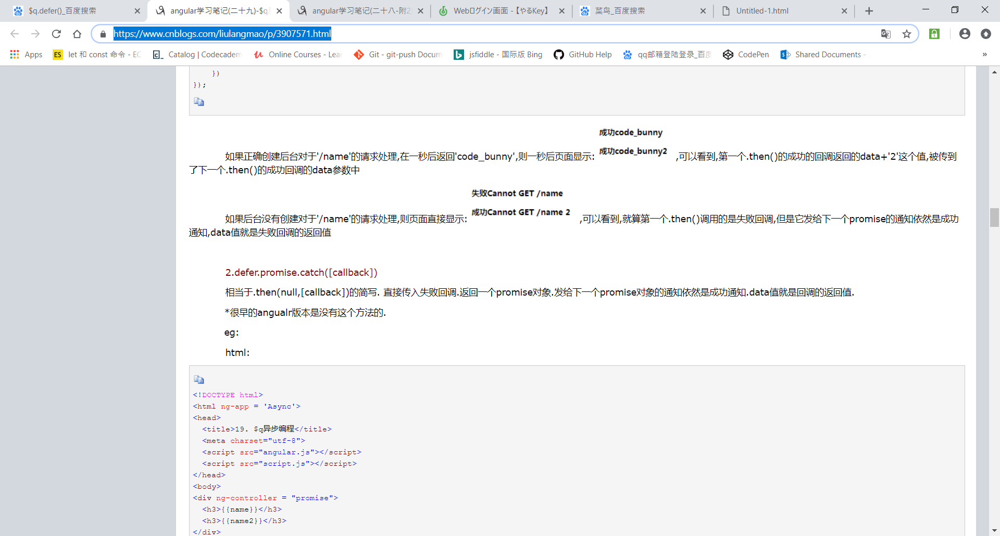 $q.defer()_百度搜索
angular学习笔记(二十九)-$q
angular学习笔记(二十八-附2
Webログイン画面 -【やるKey】
菜鸟_百度搜索
Untitled-1.html
https://www.cnblogs.com/liulangmao/p/3907571.html
Apps
ES
let 和 const 命令 - EC
Catalog | Codecadem
Online Courses - Lea
Git - git-push Docum
jsfiddle - 国际版 Bing
GitHub Help
qq邮箱登陆登录_百度
CodePen
Shared Documents -
»
})
});
成功code_bunny
成功code_bunny2
如果正确创建后台对于'/name'的请求处理,在一秒后返回'code_bunny',则一秒后页面显示: ,可以看到,第一个.then()的成功的回调返回的data+'2'这个值,被传到
了下一个.then()的成功回调的data参数中
失败Cannot GET /name
成功Cannot GET /name 2
如果后台没有创建对于'/name'的请求处理,则页面直接显示: ,可以看到,就算第一个.then()调用的是失败回调,但是它发给下一个promise的通知依然是成功
通知,data值就是失败回调的返回值
2.defer.promise.catch([callback])
相当于.then(null,[callback])的简写. 直接传入失败回调.返回一个promise对象.发给下一个promise对象的通知依然是成功通知.data值就是回调的返回值.
*很早的angualr版本是没有这个方法的.
eg:
html:
<!DOCTYPE html>
<html ng-app = 'Async'>
<head>
<title>19. $q异步编程</title>
<meta charset="utf-8">
<script src="angular.js"></script>
<script src="script.js"></script>
</head>
<body>
<div ng-controller = "promise">
<h3>{{name}}</h3>
<h3>{{name2}}</h3>
</div>